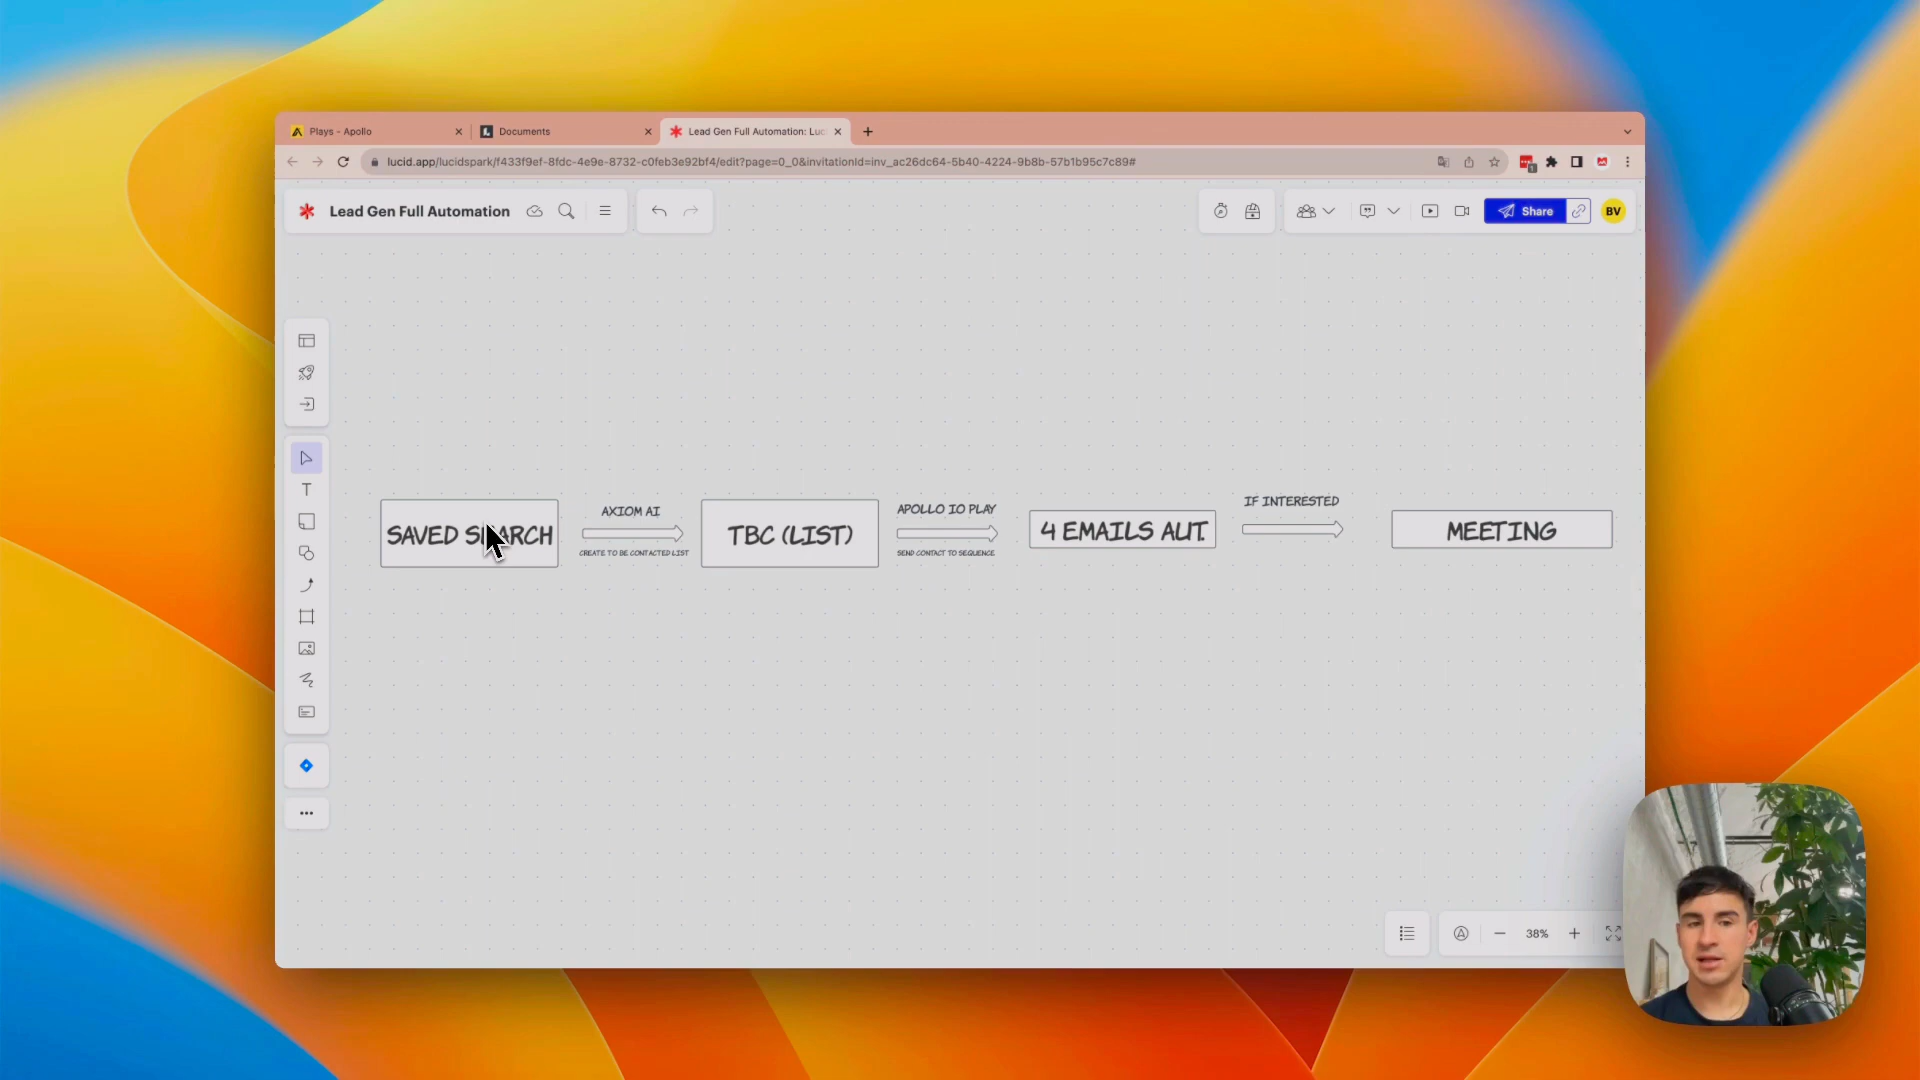 Plays - Apollo
Documents
Lead Gen Full Automation: Luc
lucid.app/lucidspark/f433f9ef-8fdc-4e9e-8732-c0feb3e92bf4/edit?page=0_0&invitationId=inv_ac26dc64-5b40-4224-9b8b-57b1b95c7c89#
1
Lead Gen Full Automation
Share
BV
T
SAVED SEARCH
AXIOM AI
CREATE TO BE CONTACTED LIST
TBC (LIST)
APOLLO IO PLAY
SEND CONTACT TO SEQUENCE
4 EMAILS AUT.
IF INTERESTED
MEETING
38%